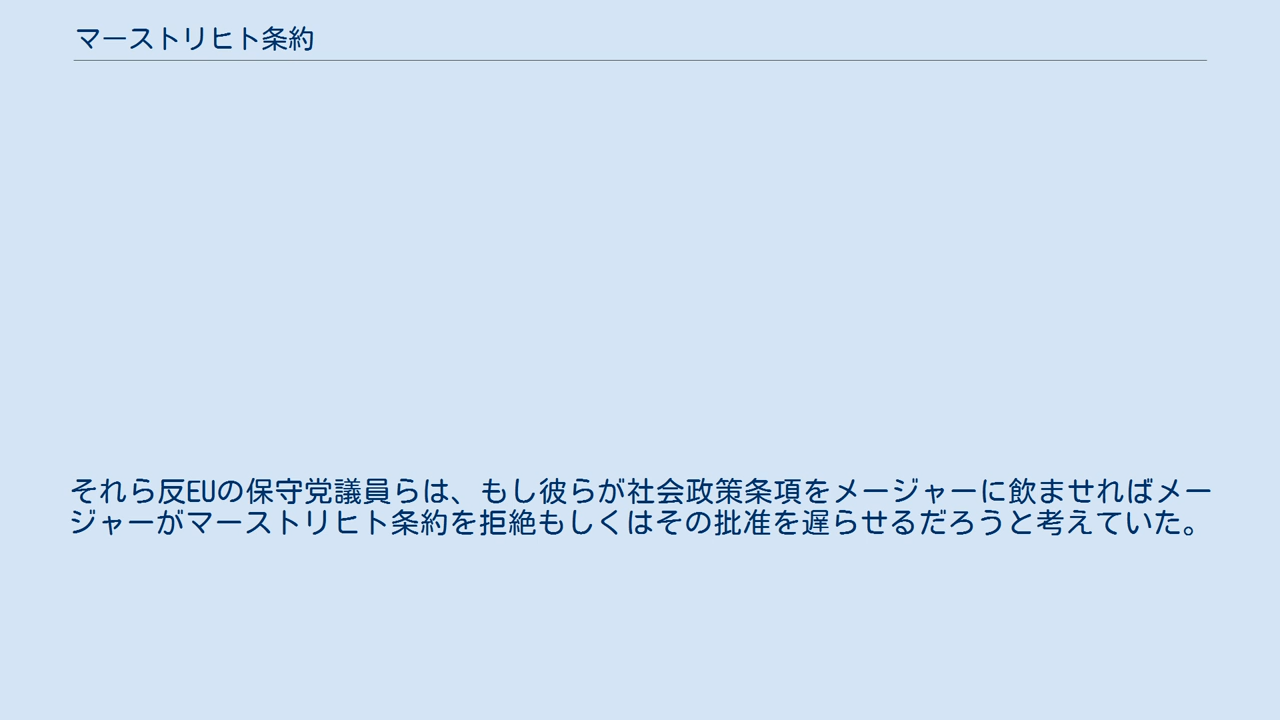 マーストリヒト条約
それら反EUの保守党議員らは、もし彼らが社会政策条項をメージャーに飲ませればメー
ジャーがマーストリヒト条約を拒絶もしくはその批准を遅らせるだろうと考えていた。